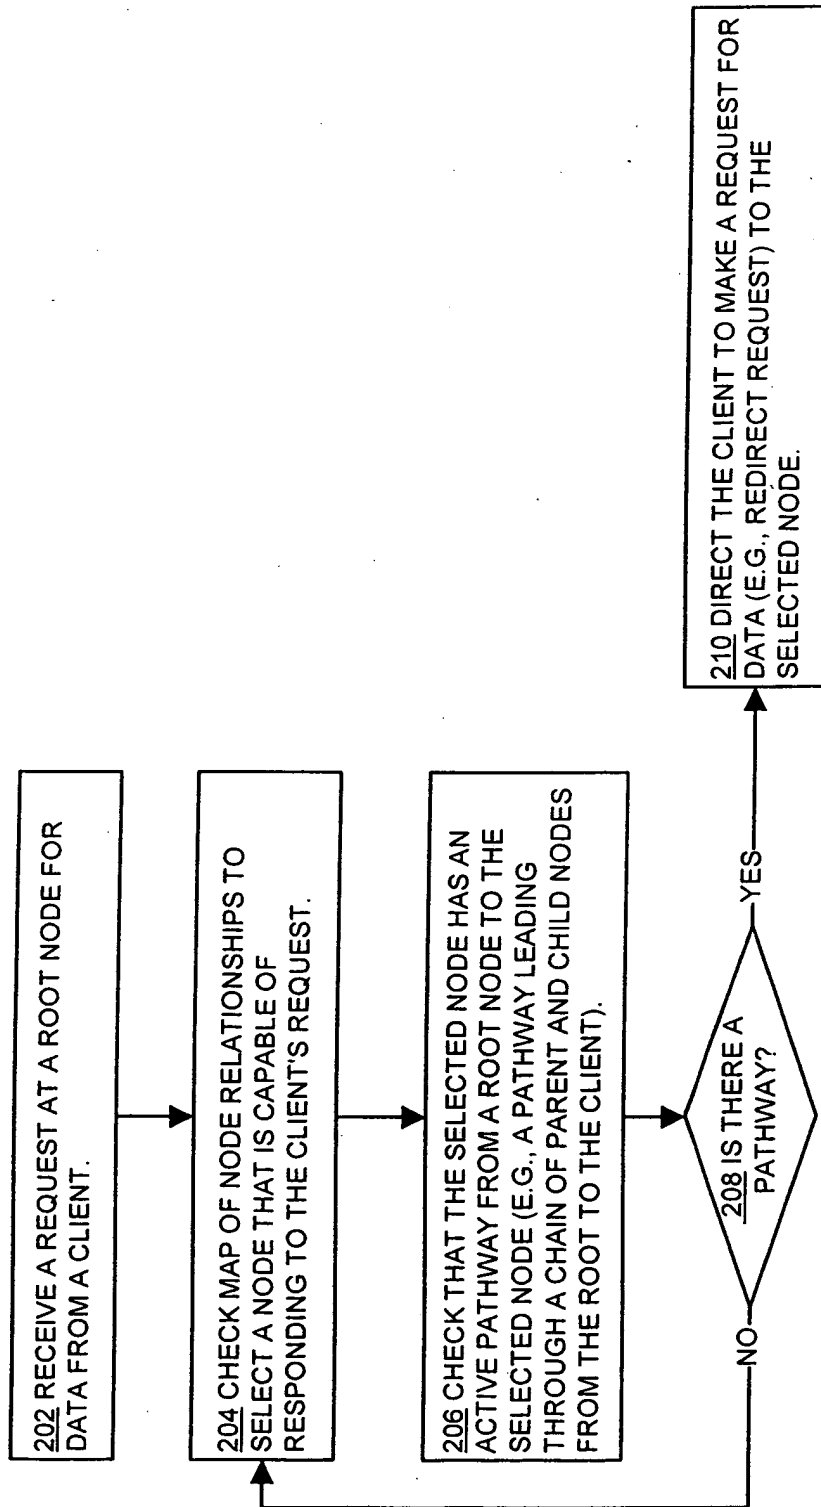 202 RECEIVE A REQUEST AT A ROOT NODE FOR
DATA FROM A CLIENT.
204 CHECK MAP OF NODE RELATIONSHIPS TO
SELECT A NODE THAT IS CAPABLE OF
RESPONDING TO THE CLIENT'S REQUEST.
206 CHECK THAT THE SELECTED NODE HAS AN
ACTIVE PATHWAY FROM A ROOT NODE TO THE
SELECTED NODE (E.G., A PATHWAY LEADING
THROUGH A CHAIN OF PARENT AND CHILD NODES
FROM THE ROOT TO THE CLIENT).
208 IS THERE A
PATHWAY?
NO
YES
210 DIRECT THE CLIENT TO MAKE A REQUEST FOR
DATA (E.G., REDIRECT REQUEST) TO THE
SELECTED NODE.